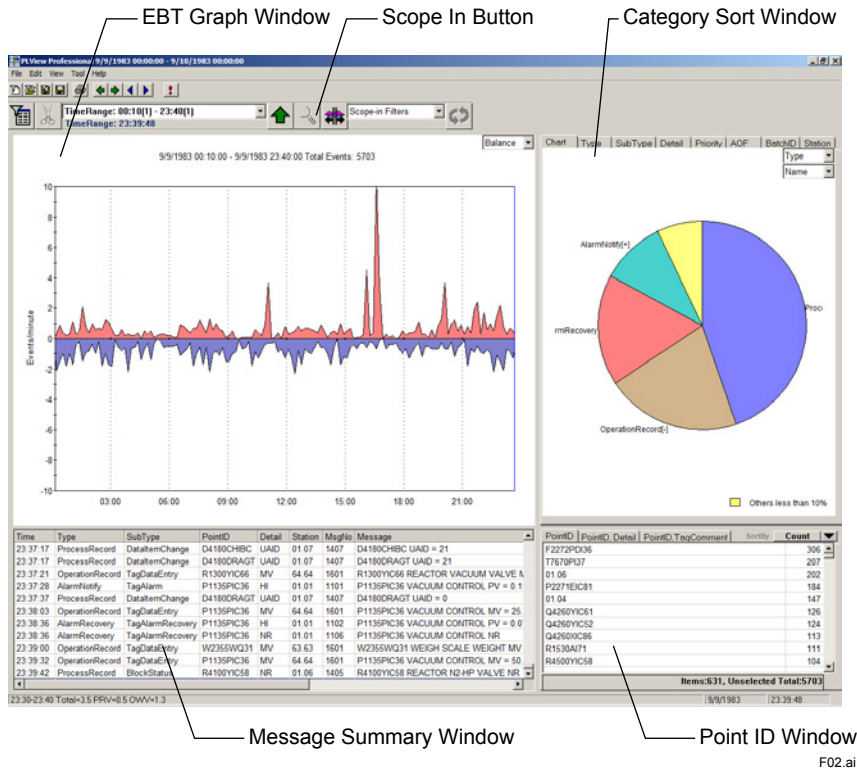 EBT Graph Window
Scope In Button
Category Sort Window
PLView Professional 9/9/1983 00:00:00 - 9/10/1983 00:00:00
File Edit View Tool Help
TimeRange: 00:10[1] - 23:40[1]
TimeRange: 23:39:48
Scope-in Filters
Balance
9/9/1983 00:10:00 - 9/9/1983 23:40:00 Total Events: 5703
Events/minute
10
8
6
4
2
0
-2
-4
-6
-8
-10
03:00 06:00 09:00 12:00 15:00 18:00 21:00
Chart Type SubType Detail Priority AOF BatchID Station
Type
Name
AlarmNotify[+]
Proc
rmRecovery
OperationRecord[-]
Others less than 10%
Time Type SubType PointID Detail Station MsgNo Message
23:37:17 ProcessRecord DataItemChange D4180CHIBC UAID 01.07 1407 D4180CHIBC UAID = 21
23:37:17 ProcessRecord DataItemChange D4180DRAGT UAID 01.07 1407 D4180DRAGT UAID = 21
23:37:21 OperationRecord TagDataEntry R1300YIC66 MV 64.64 1601 R1300YIC66 REACTOR VACUUM VALVE M
23:37:28 AlarmNotify TagAlarm P1135PIC36 HI 01.01 1101 P1135PIC36 VACUUM CONTROL PV = 0.1
23:37:37 ProcessRecord DataItemChange D4180DRAGT UAID 01.07 1407 D4180DRAGT UAID = 0
23:38:03 OperationRecord TagDataEntry P1135PIC36 MV 64.64 1601 P1135PIC36 VACUUM CONTROL MV = 25.
23:38:36 AlarmRecovery TagAlarmRecovery P1135PIC36 HI 01.01 1102 P1135PIC36 VACUUM CONTROL PV = 0.0
23:38:36 AlarmRecovery TagAlarmRecovery P1135PIC36 NR 01.01 1106 P1135PIC36 VACUUM CONTROL NR
23:39:00 OperationRecord TagDataEntry W2355WQ31 MV 63.63 1601 W2355WQ31 WEIGH SCALE WEIGHT MV
23:39:32 OperationRecord TagDataEntry P1135PIC36 MV 64.64 1601 P1135PIC36 VACUUM CONTROL MV = 50.
23:39:42 ProcessRecord BlockStatus R4100YIC58 NR 01.06 1405 R4100YIC58 REACTOR N2-HP VALVE NR
PointID PointID, Detail PointID,TagComment Sortby Count
F2272PDI36 306
T7670PI37 207
01.06 202
P2271EIC81 184
01.04 147
Q4260YIC61 126
Q4260YIC52 124
Q4260XIC86 113
R1530AI71 111
R4500YIC58 104
Items:631, Unselected Total:5703
23:30-23:40 Total=3.5 PRV=0.5 OWV=1.3
9/9/1983 23:39:48
Message Summary Window
Point ID Window
F02.ai